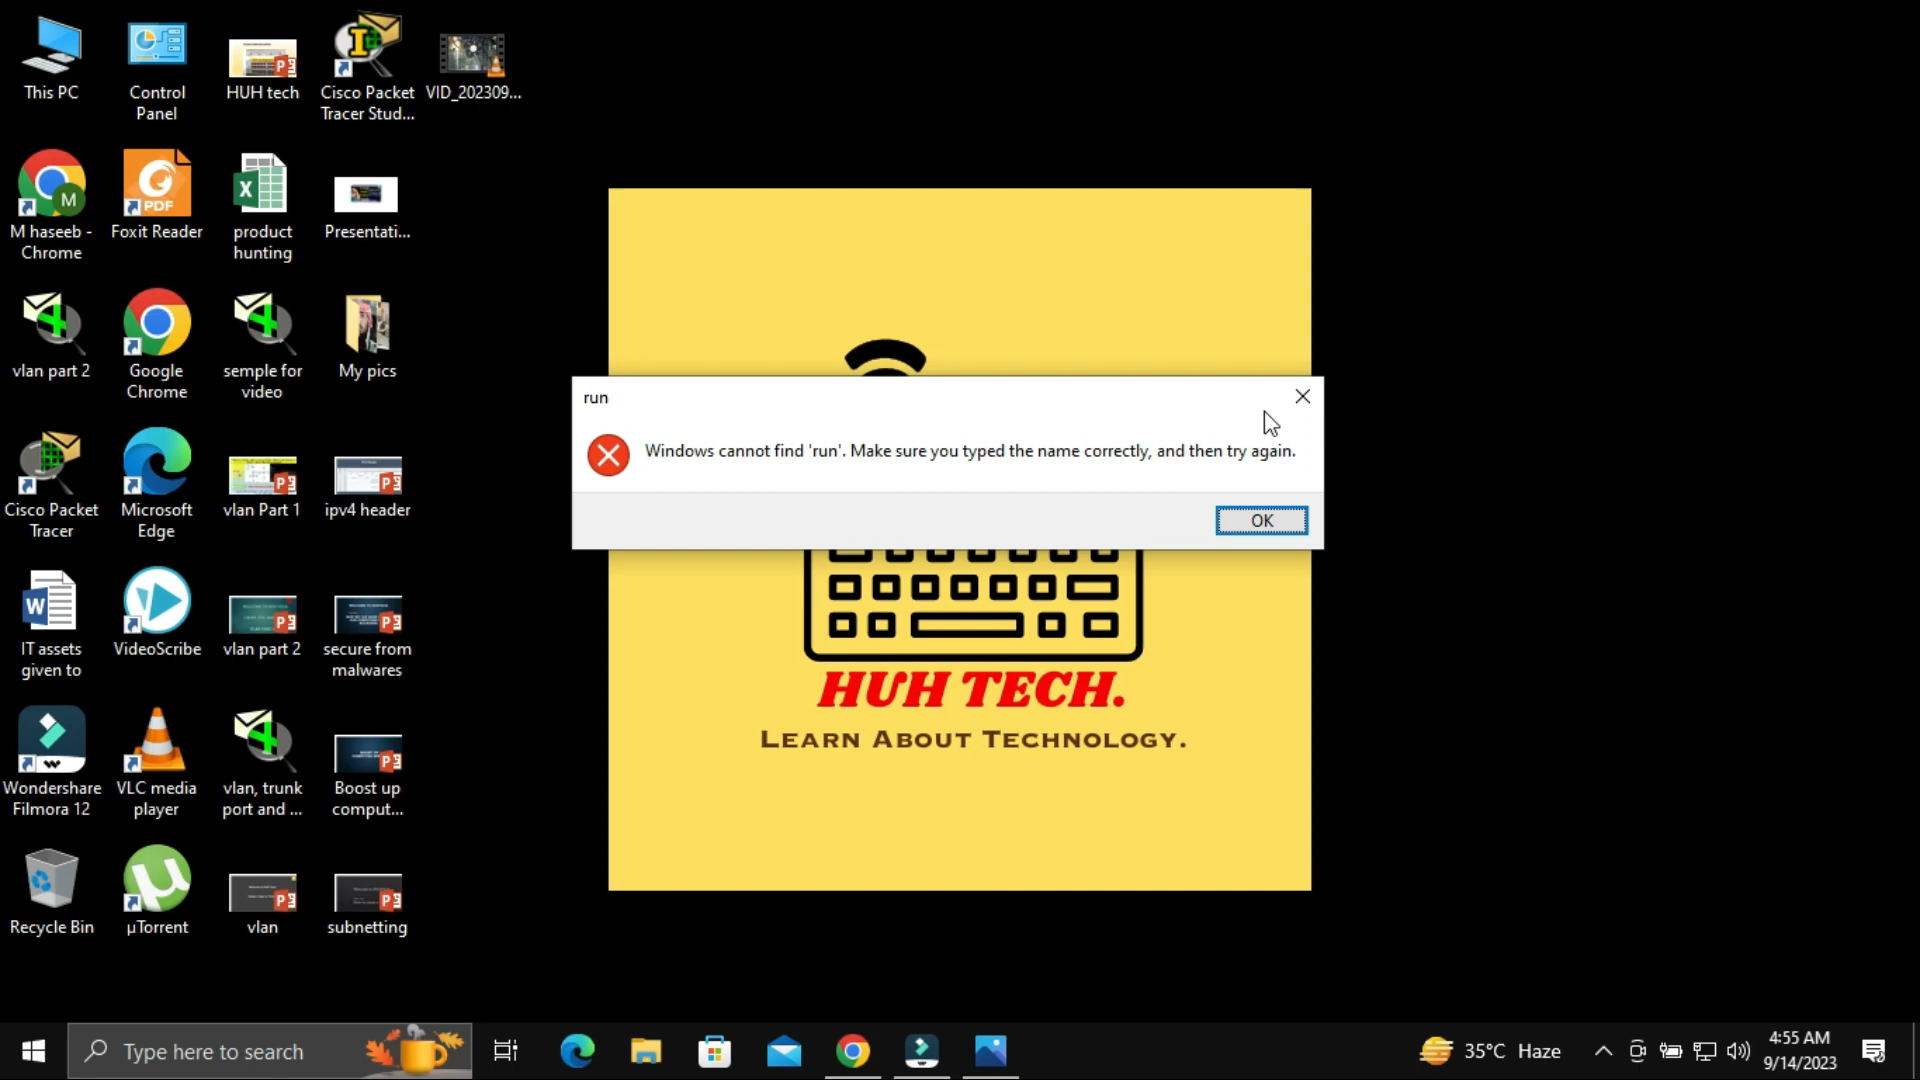 This PC
Control
Panel
HUH tech
Cisco Packet
Tracer Stud...
VID_202309...
M haseeb -
Chrome
Foxit Reader
product
hunting
Presentati...
vlan part 2
Google
Chrome
semple for
video
My pics
Cisco Packet
Tracer
Microsoft
Edge
vlan Part 1
ipv4 header
IT assets
given to
VideoScribe
vlan part 2
secure from
malwares
Wondershare
Filmora 12
VLC media
player
vlan, trunk
port and ...
Boost up
comput...
Recycle Bin
µTorrent
vlan
subnetting
run
Windows cannot find 'run'. Make sure you typed the name correctly, and then try again.
OK
HUH TECH.
LEARN ABOUT TECHNOLOGY.
Type here to search
35°C Haze
4:55 AM
9/14/2023